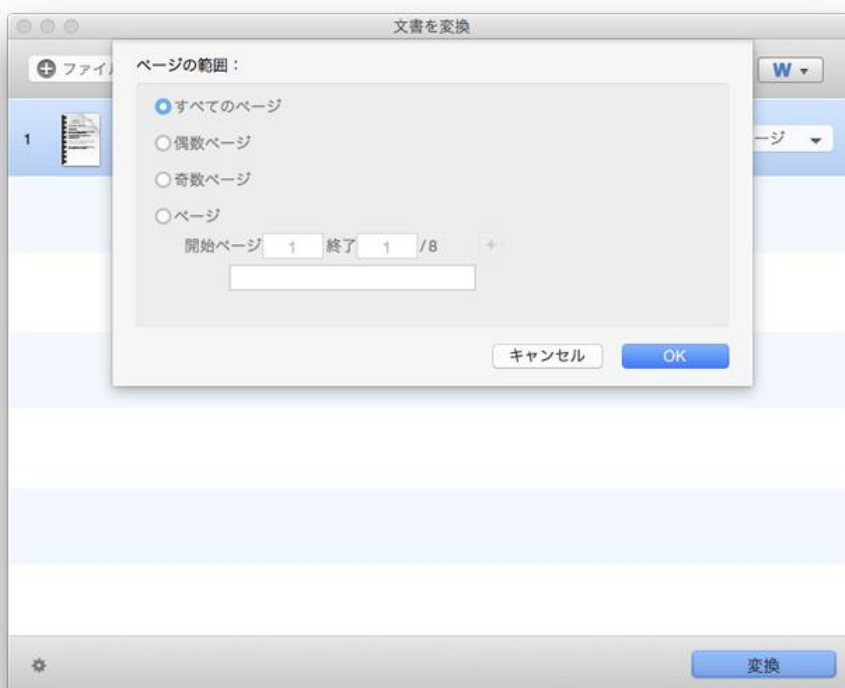 文書を変換
ファイル
ページの範囲：
W
すべてのページ
1
ージ
偶数ページ
奇数ページ
ページ
開始ページ 1 終了 1 /8 +
キャンセル OK
変換